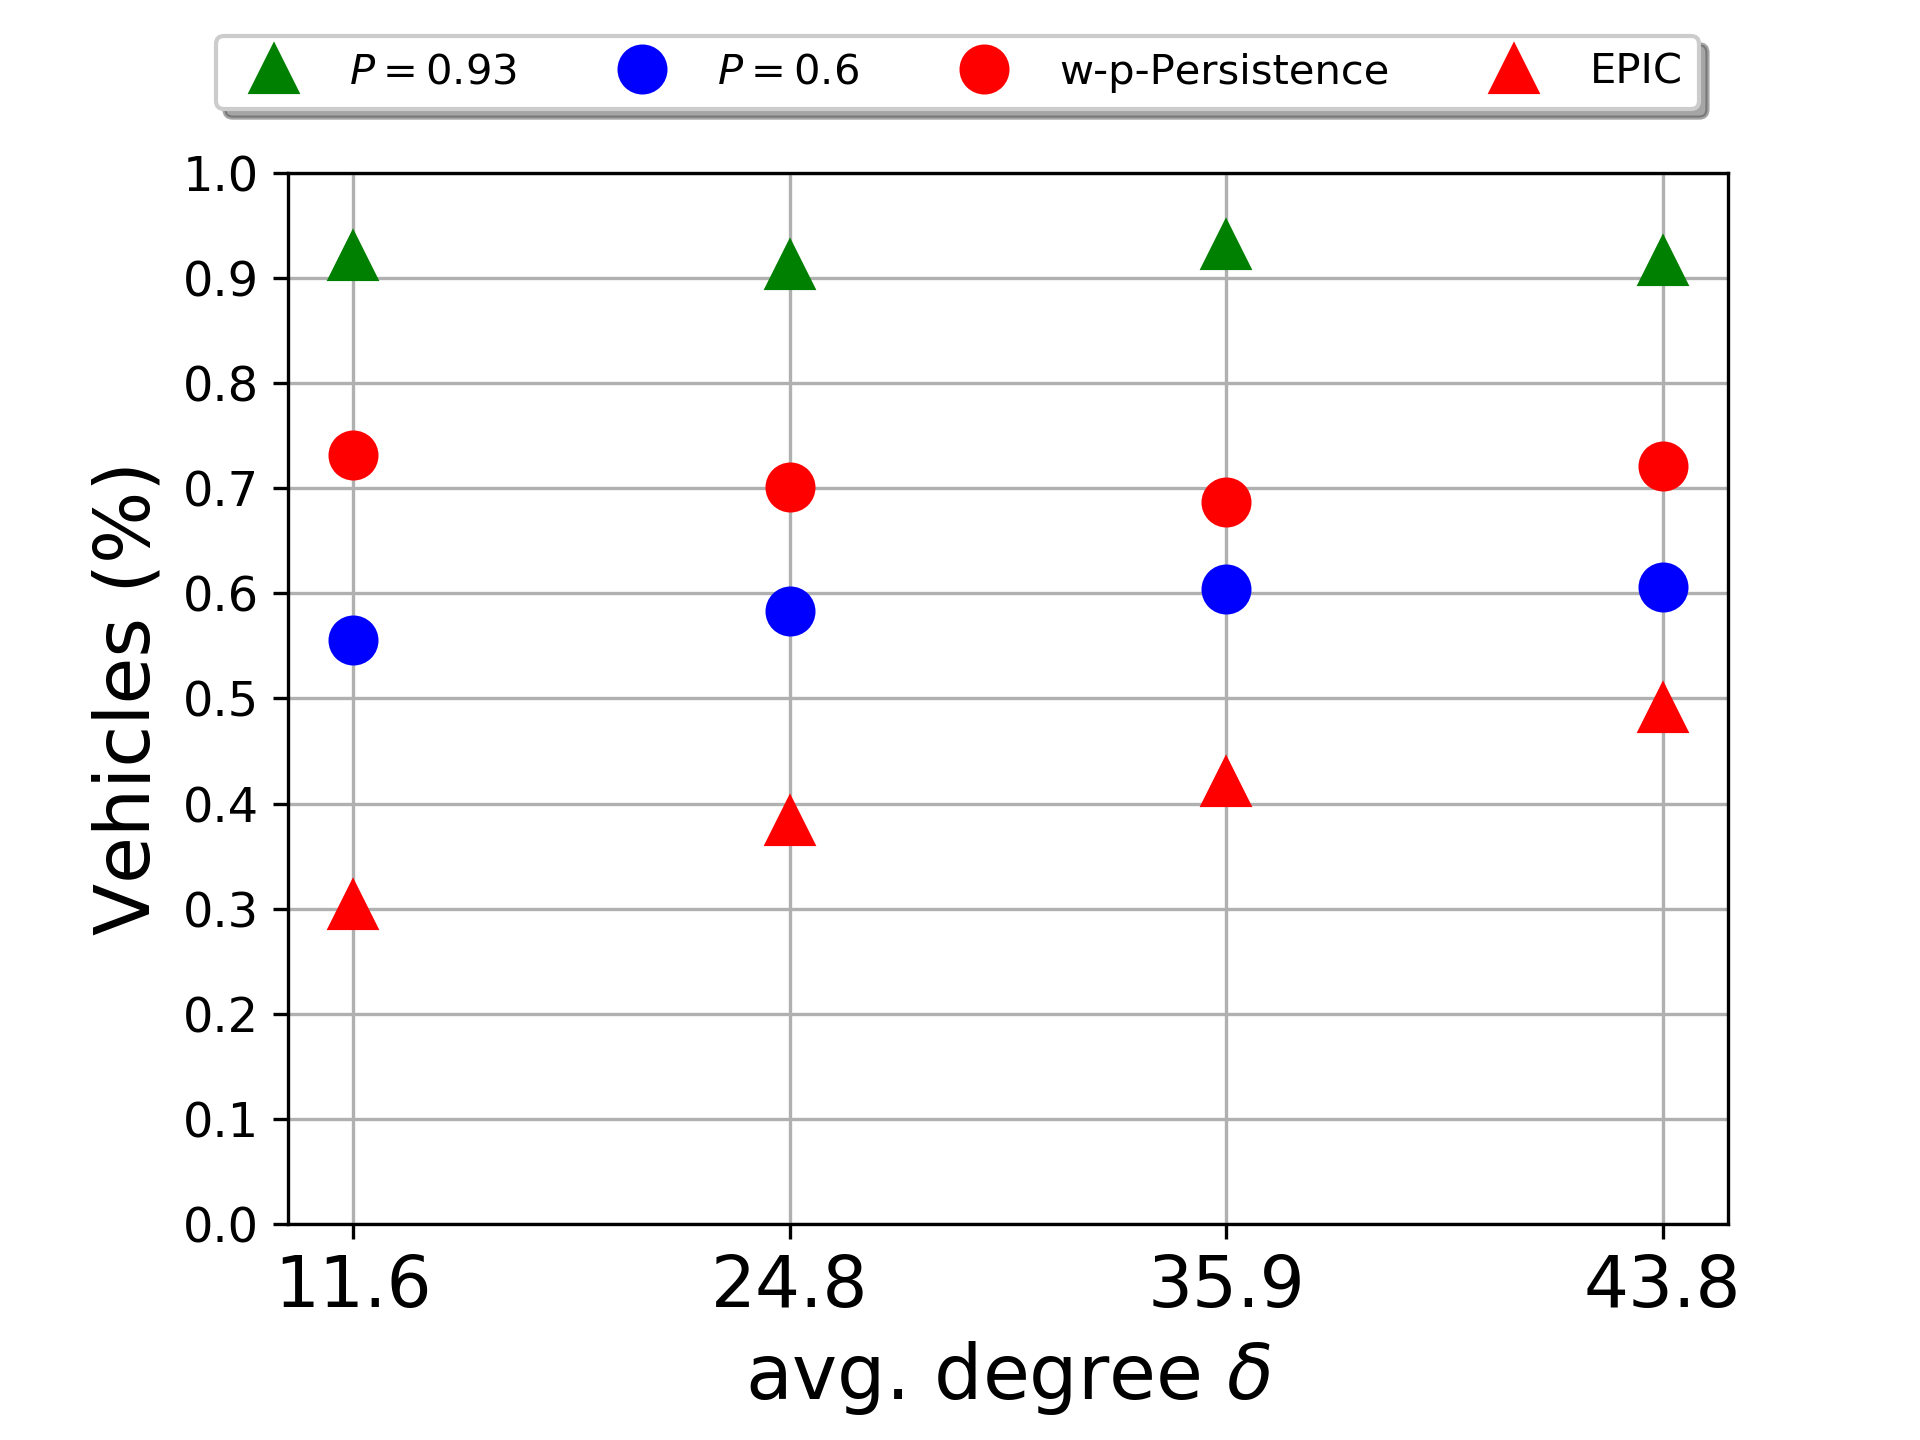 P = 0.93 P = 0.6 w-p-Persistence EPIC
1.0
0.9
0.8
0.7
0.6
0.5
0.4
0.3
0.2
0.1
0.0
Vehicles (%)
11.6 24.8 35.9 43.8
avg. degree δ